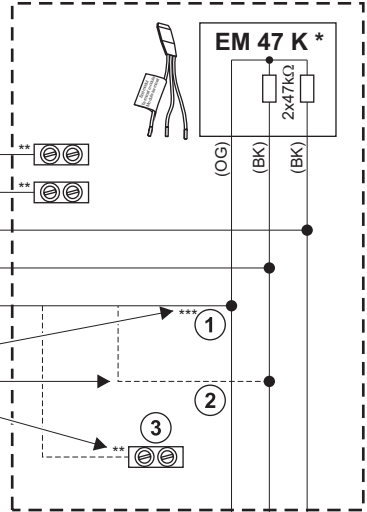 EM 47 K *
2x47kΩ
(OG)
(BK)
(BK)
**
**
*** 1
2
3
**